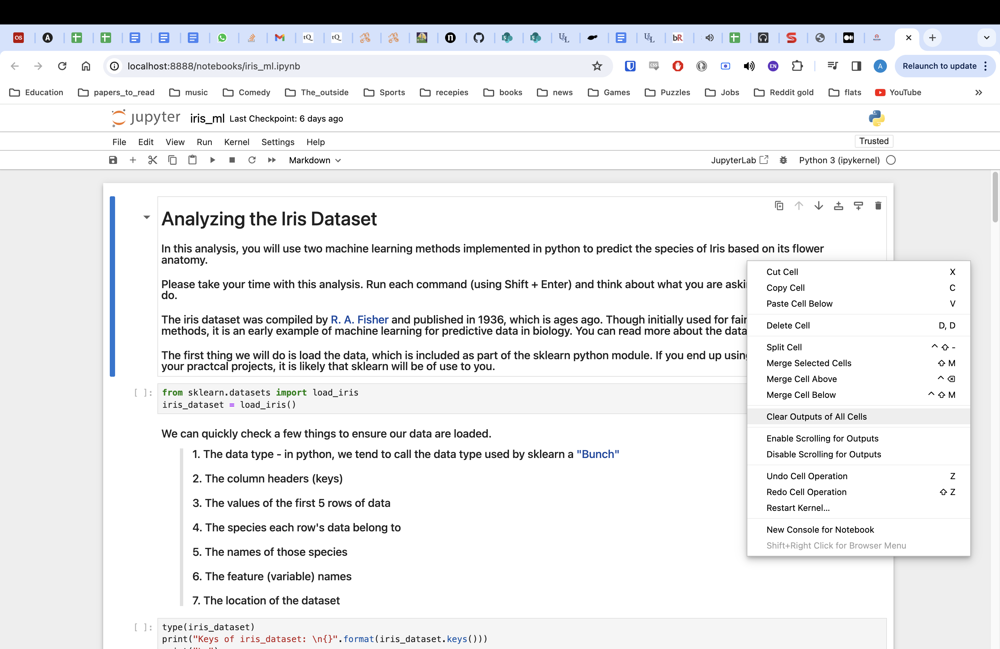 localhost:8888/notebooks/iris_ml.ipynb
EN
A
Relaunch to update
Education papers_to_read music Comedy The_outside Sports recepies books news Games Puzzles Jobs Reddit gold flats YouTube
jupyter iris_ml Last Checkpoint: 6 days ago
File Edit View Run Kernel Settings Help
Trusted
Markdown
JupyterLab
Python 3 (ipykernel)
Analyzing the Iris Dataset
In this analysis, you will use two machine learning methods implemented in python to predict the species of Iris based on its flower
anatomy.
Please take your time with this analysis. Run each command (using Shift + Enter) and think about what you are aski
do.
The iris dataset was compiled by R. A. Fisher and published in 1936, which is ages ago. Though initially used for fair
methods, it is an early example of machine learning for predictive data in biology. You can read more about the data
The first thing we will do is load the data, which is included as part of the sklearn python module. If you end up using
your practcal projects, it is likely that sklearn will be of use to you.
[ ]:
from sklearn.datasets import load_iris
iris_dataset = load_iris()
We can quickly check a few things to ensure our data are loaded.
1. The data type - in python, we tend to call the data type used by sklearn a "Bunch"
2. The column headers (keys)
3. The values of the first 5 rows of data
4. The species each row's data belong to
5. The names of those species
6. The feature (variable) names
7. The location of the dataset
[ ]:
type(iris_dataset)
print("Keys of iris_dataset: \n{}".format(iris_dataset.keys()))
Cut Cell X
Copy Cell C
Paste Cell Below V
Delete Cell D, D
Split Cell ^ ⇧ -
Merge Selected Cells ⇧ M
Merge Cell Above ^ ⌫
Merge Cell Below ^ ⇧ M
Clear Outputs of All Cells
Enable Scrolling for Outputs
Disable Scrolling for Outputs
Undo Cell Operation Z
Redo Cell Operation ⇧ Z
Restart Kernel...
New Console for Notebook
Shift+Right Click for Browser Menu